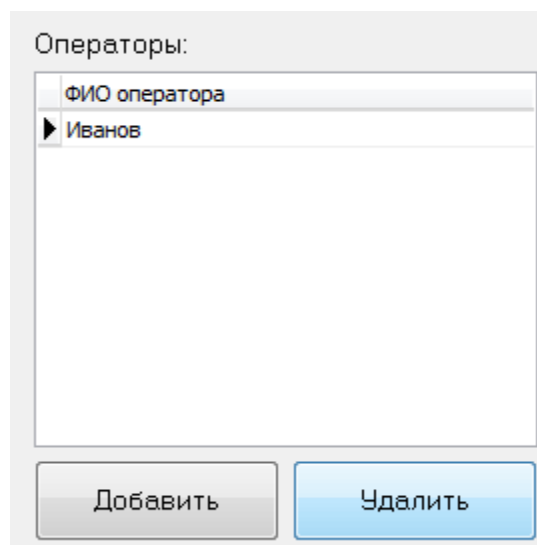 Операторы:
ФИО оператора
Иванов
Добавить
Удалить